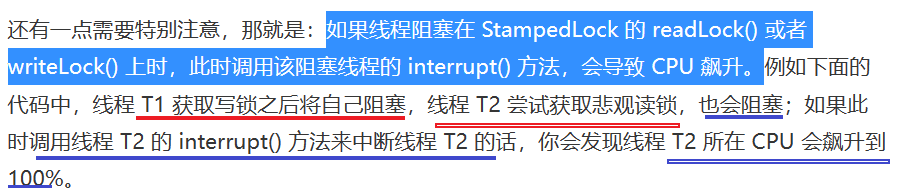 还有一点需要特别注意，那就是：如果线程阻塞在 StampedLock 的 readLock() 或者
writeLock() 上时，此时调用该阻塞线程的 interrupt() 方法，会导致 CPU 飙升。例如下面的
代码中，线程 T1 获取写锁之后将自己阻塞，线程 T2 尝试获取悲观读锁，也会阻塞；如果此
时调用线程 T2 的 interrupt() 方法来中断线程 T2 的话，你会发现线程 T2 所在 CPU 会飙升到
100%。